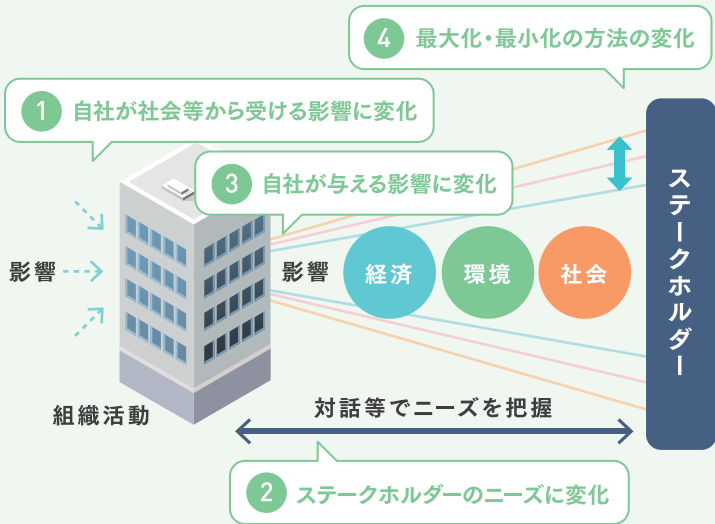 4 最大化・最小化の方法の変化
1 自社が社会等から受ける影響に変化
3 自社が与える影響に変化
影響
影響
経済
環境
社会
ステークホルダー
組織活動
対話等でニーズを把握
2 ステークホルダーのニーズに変化